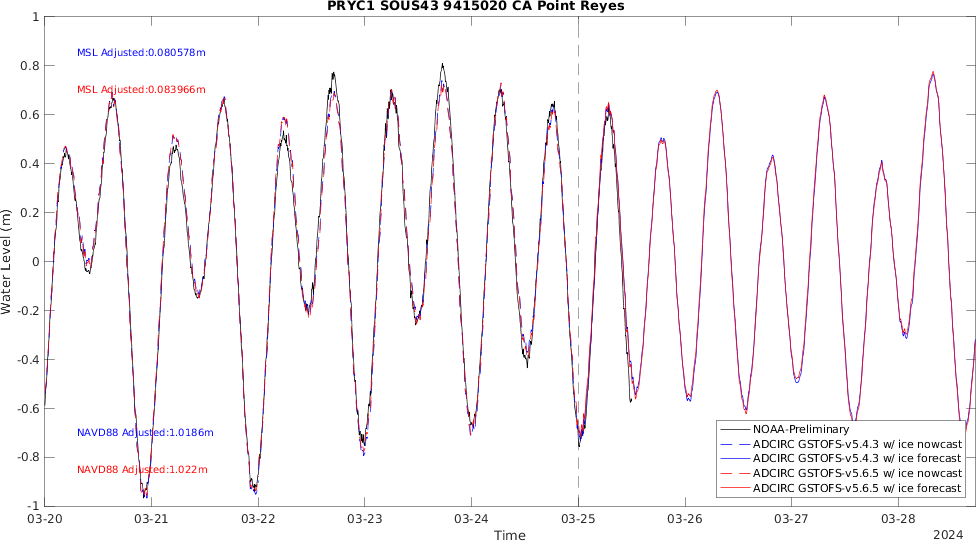 PRYC1 SOUS43 9415020 CA Point Reyes
1
0.8
0.6
0.4
0.2
0
-0.2
-0.4
-0.6
-0.8
-1
Water Level (m)
MSL Adjusted:0.080578m
MSL Adjusted:0.083966m
NAVD88 Adjusted:1.0186m
NAVD88 Adjusted:1.022m
NOAA-Preliminary
ADCIRC GSTOFS-v5.4.3 w/ ice nowcast
ADCIRC GSTOFS-v5.4.3 w/ ice forecast
ADCIRC GSTOFS-v5.6.5 w/ ice nowcast
ADCIRC GSTOFS-v5.6.5 w/ ice forecast
03-20 03-21 03-22 03-23 03-24 03-25 03-26 03-27 03-28
Time
2024